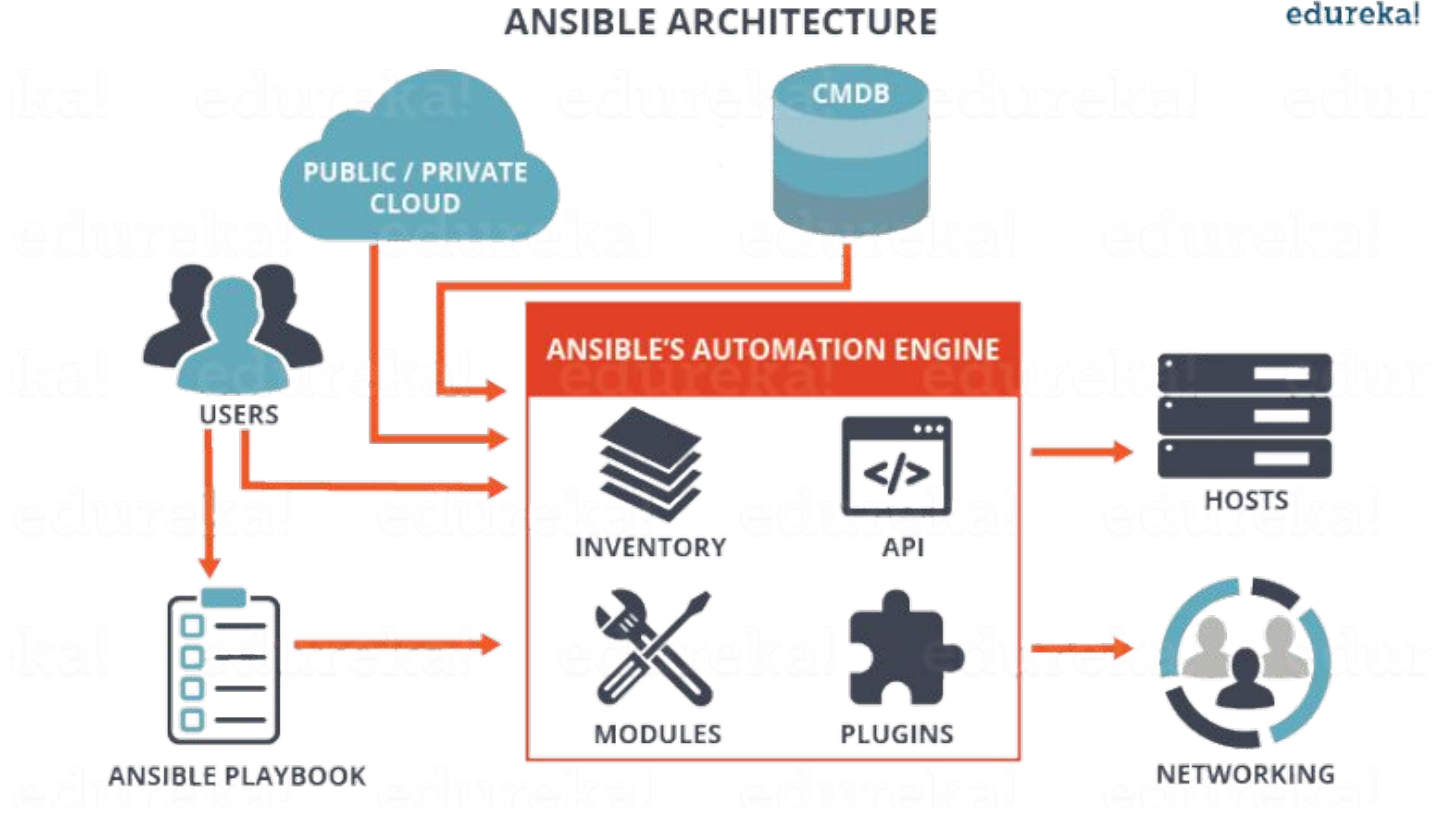 ANSIBLE ARCHITECTURE
edureka!
PUBLIC / PRIVATE
CLOUD
CMDB
USERS
ANSIBLE'S AUTOMATION ENGINE
INVENTORY
API
MODULES
PLUGINS
HOSTS
ANSIBLE PLAYBOOK
NETWORKING